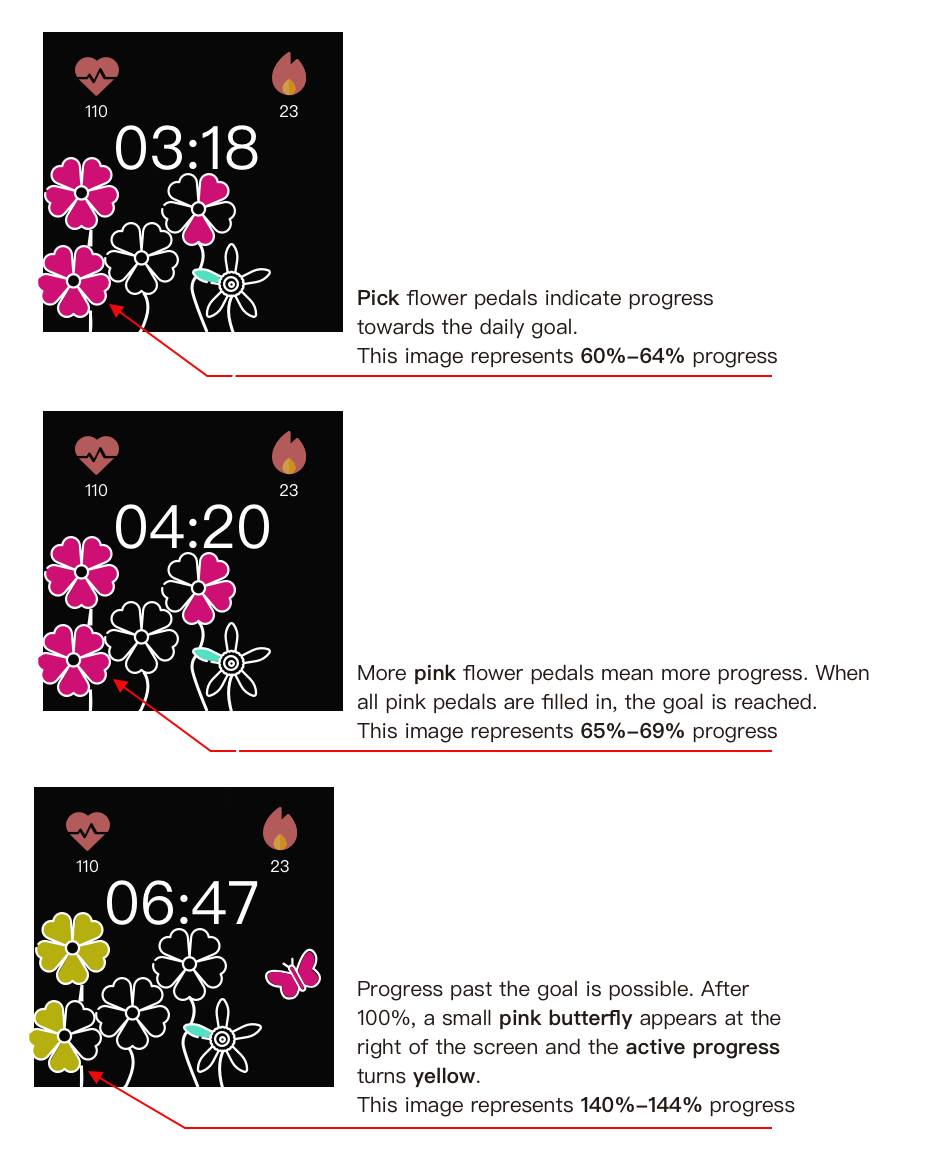 110
23
03:18
Pick flower pedals indicate progress
towards the daily goal.
This image represents 60%–64% progress
110
23
04:20
More pink flower pedals mean more progress. When
all pink pedals are filled in, the goal is reached.
This image represents 65%–69% progress
110
23
06:47
Progress past the goal is possible. After
100%, a small pink butterfly appears at the
right of the screen and the active progress
turns yellow.
This image represents 140%–144% progress